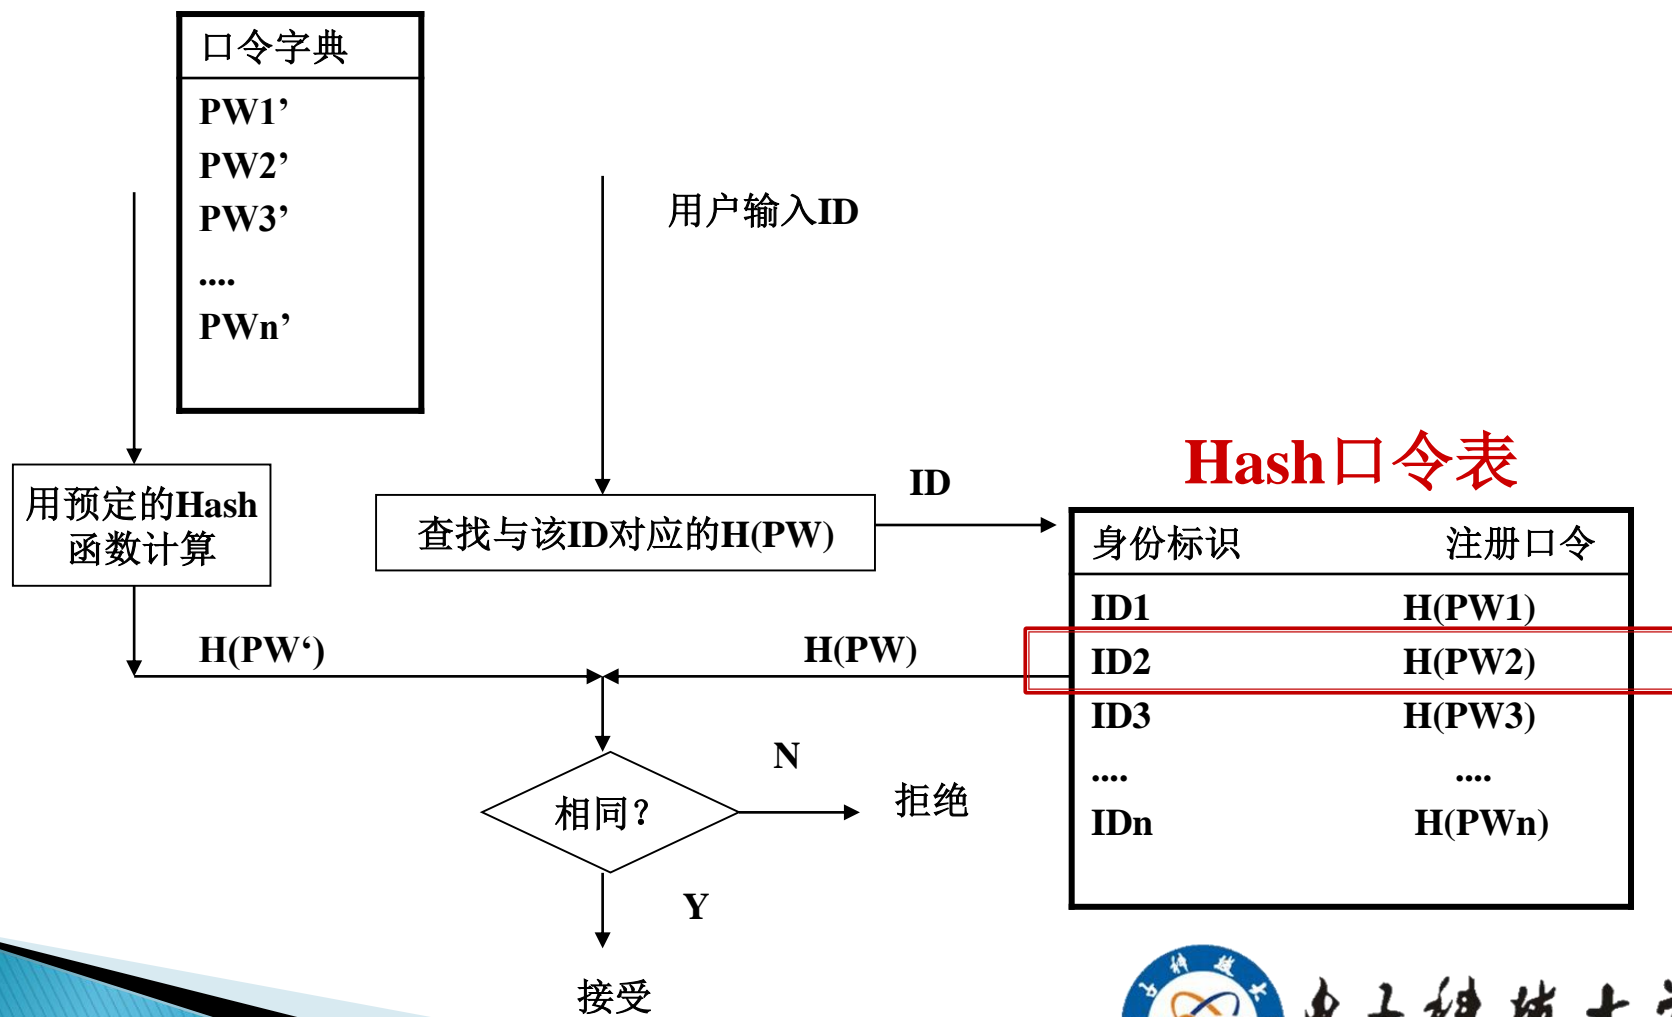 口令字典
PW1’
PW2’
PW3’
....
PWn’
用户输入ID
用预定的Hash
函数计算
查找与该ID对应的H(PW)
ID
Hash口令表
身份标识 注册口令
ID1 H(PW1)
ID2 H(PW2)
ID3 H(PW3)
.... ....
IDn H(PWn)
H(PW‘)
H(PW)
相同？
N
拒绝
Y
接受